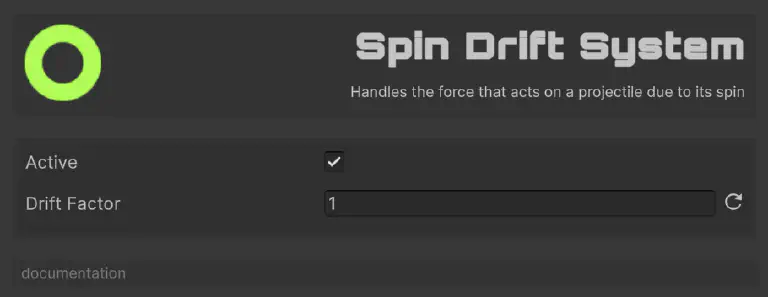 Spin Drift System
Handles the force that acts on a projectile due to its spin
Active
Drift Factor
1
documentation